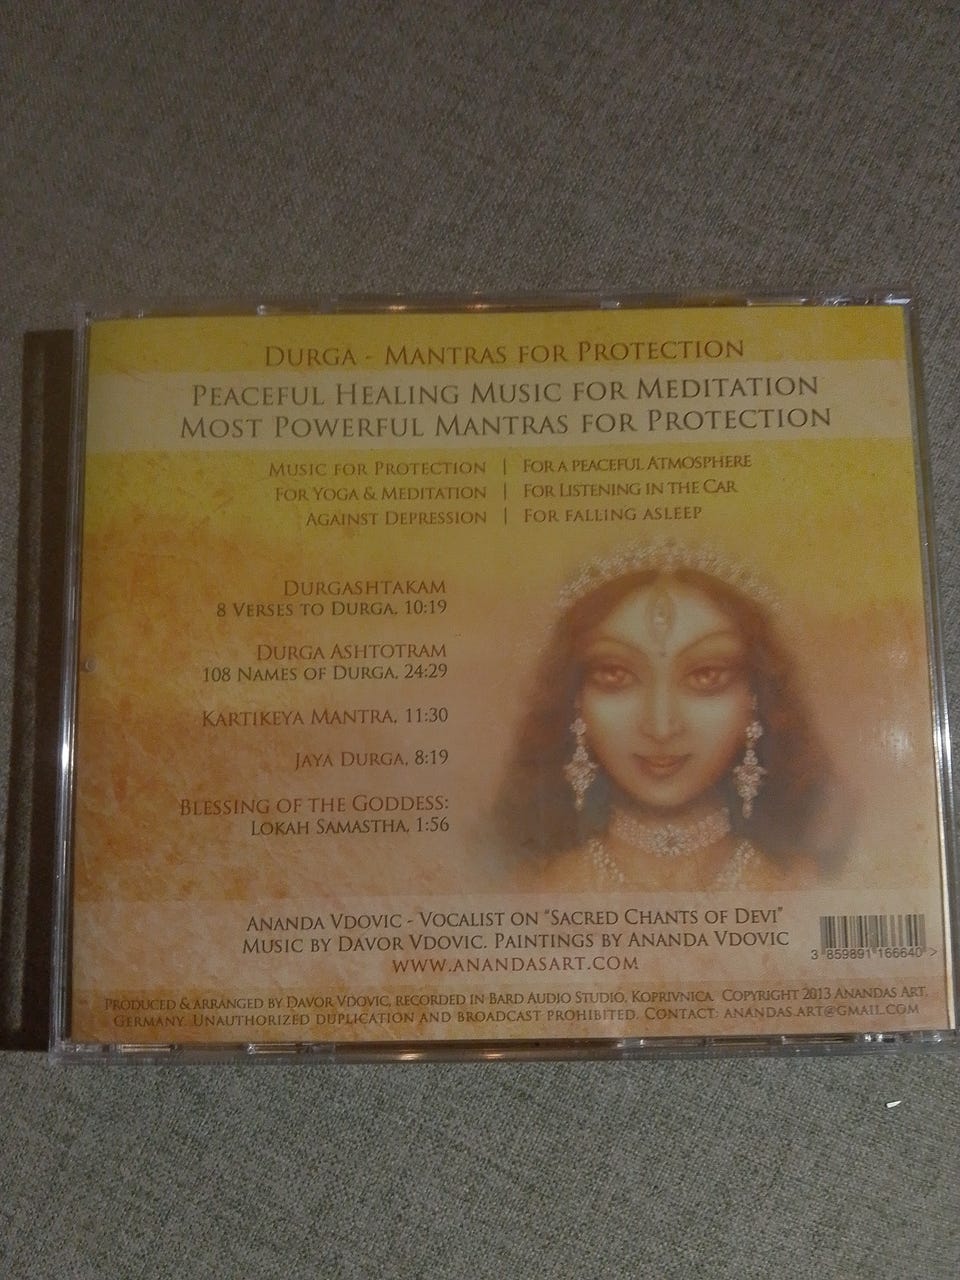 DURGA - MANTRAS FOR PROTECTION
PEACEFUL HEALING MUSIC FOR MEDITATION
MOST POWERFUL MANTRAS FOR PROTECTION
MUSIC FOR PROTECTION | FOR A PEACEFUL ATMOSPHERE
FOR YOGA & MEDITATION | FOR LISTENING IN THE CAR
AGAINST DEPRESSION | FOR FALLING ASLEEP
DURGASHTAKAM
8 VERSES TO DURGA, 10:19
DURGA ASHTOTRAM
108 NAMES OF DURGA, 24:29
KARTIKEYA MANTRA, 11:30
JAYA DURGA, 8:19
BLESSING OF THE GODDESS:
LOKAH SAMASTHA, 1:56
ANANDA VDOVIC - VOCALIST ON "SACRED CHANTS OF DEVI"
MUSIC BY DAVOR VDOVIC. PAINTINGS BY ANANDA VDOVIC
WWW.ANANDASART.COM
3 859891 166640 >
PRODUCED & ARRANGED BY DAVOR VDOVIC, RECORDED IN BARD AUDIO STUDIO, KOPRIVNICA. COPYRIGHT 2013 ANANDAS ART,
GERMANY. UNAUTHORIZED DUPLICATION AND BROADCAST PROHIBITED. CONTACT: ANANDAS.ART@GMAIL.COM